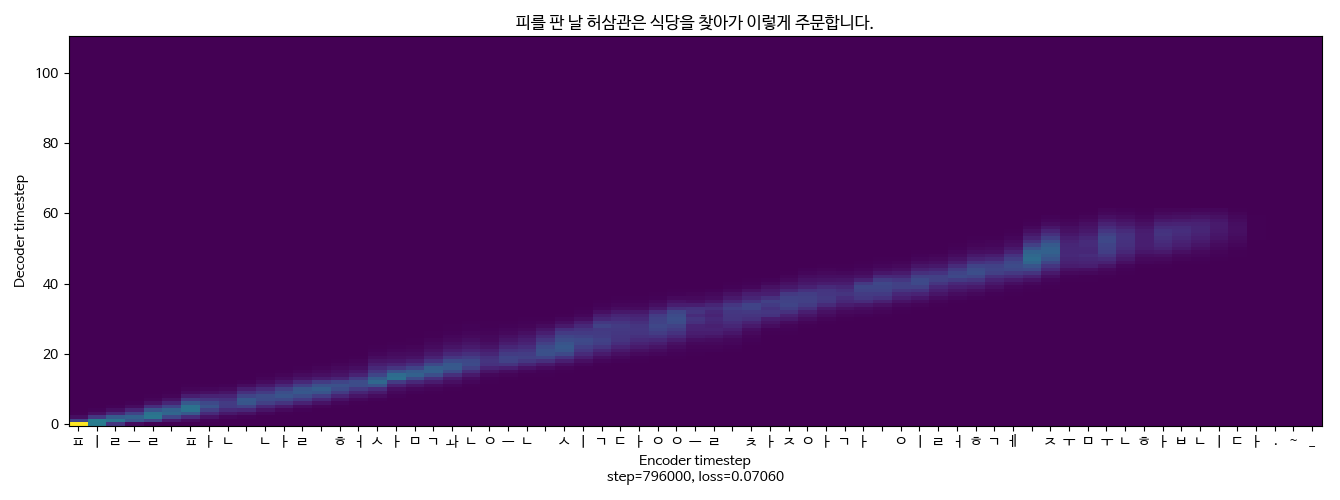 피를 판 날 허삼관은 식당을 찾아가 이렇게 주문합니다.
100
80
60
40
20
0
Decoder timestep
ㅍ ㅣ ㄹ ㅡ ㄹ ㅍ ㅏ ㄴ ㄴ ㅏ ㄹ ㅎ ㅓ ㅅ ㅏ ㅁ ㄱ ㅘ ㄴ ㅇ ㅡ ㄴ ㅅ ㅣ ㄱ ㄷ ㅏ ㅇ ㅇ ㅡ ㄹ ㅊ ㅏ ㅈ ㅇ ㅏ ㄱ ㅏ ㅇ ㅣ ㄹ ㅓ ㅎ ㄱ ㅔ ㅈ ㅜ ㅁ ㅜ ㄴ ㅎ ㅏ ㅂ ㄴ ㅣ ㄷ ㅏ . ~ _
Encoder timestep
step=796000, loss=0.07060